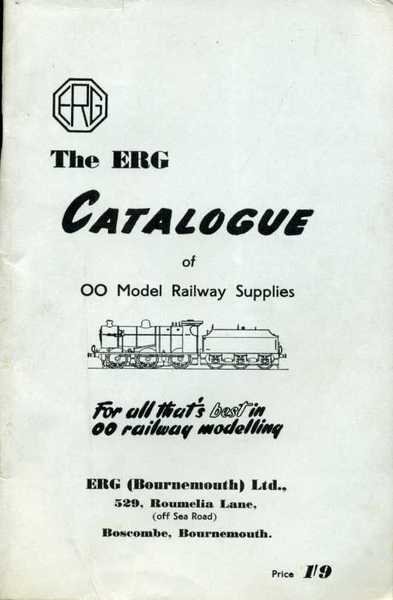 ERG
The ERG
CATALOGUE
of
OO Model Railway Supplies
For all that's best in
OO railway modelling
ERG (Bournemouth) Ltd.,
529, Roumelia Lane,
(off Sea Road)
Boscombe, Bournemouth.
Price 1/9